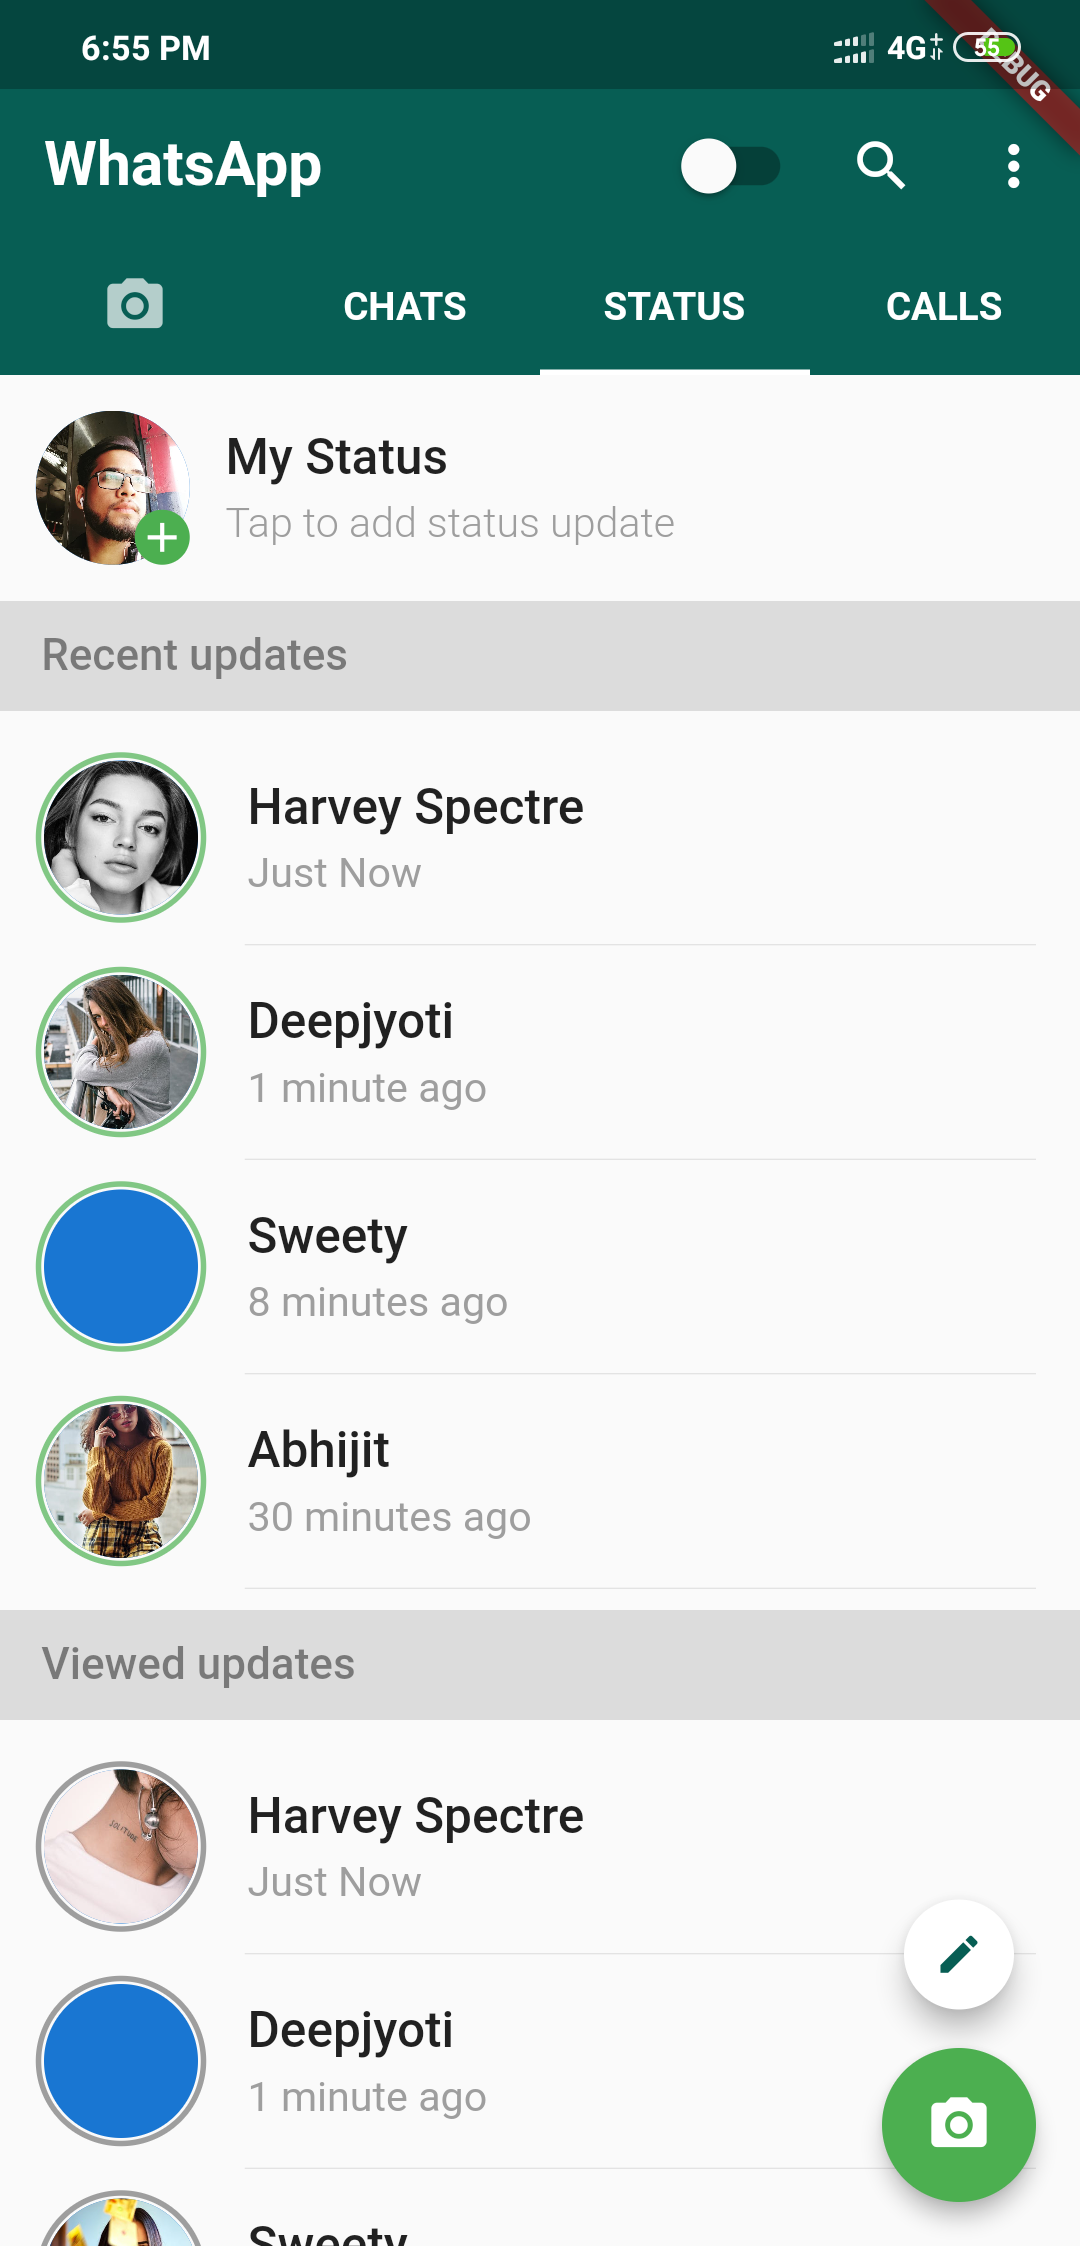 6:55 PM
4G+
55
DEBUG
WhatsApp
CHATS
STATUS
CALLS
My Status
Tap to add status update
Recent updates
Harvey Spectre
Just Now
Deepjyoti
1 minute ago
Sweety
8 minutes ago
Abhijit
30 minutes ago
Viewed updates
SOLITUDE
Harvey Spectre
Just Now
Deepjyoti
1 minute ago
Sweety